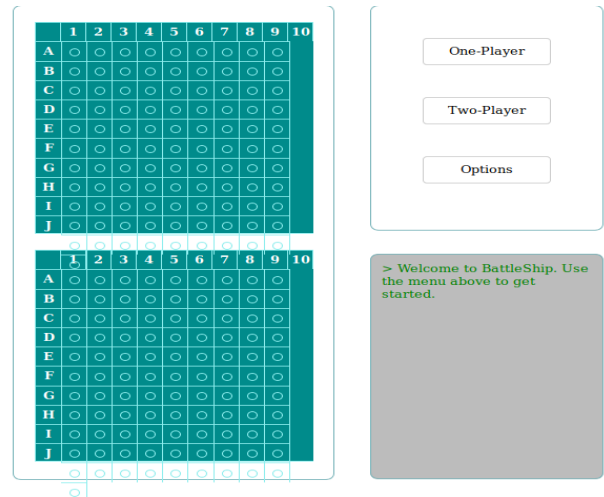 1 2 3 4 5 6 7 8 9 10
A
B
C
D
E
F
G
H
I
J
1 2 3 4 5 6 7 8 9 10
A
B
C
D
E
F
G
H
I
J
One-Player
Two-Player
Options
> Welcome to BattleShip. Use
the menu above to get
started.